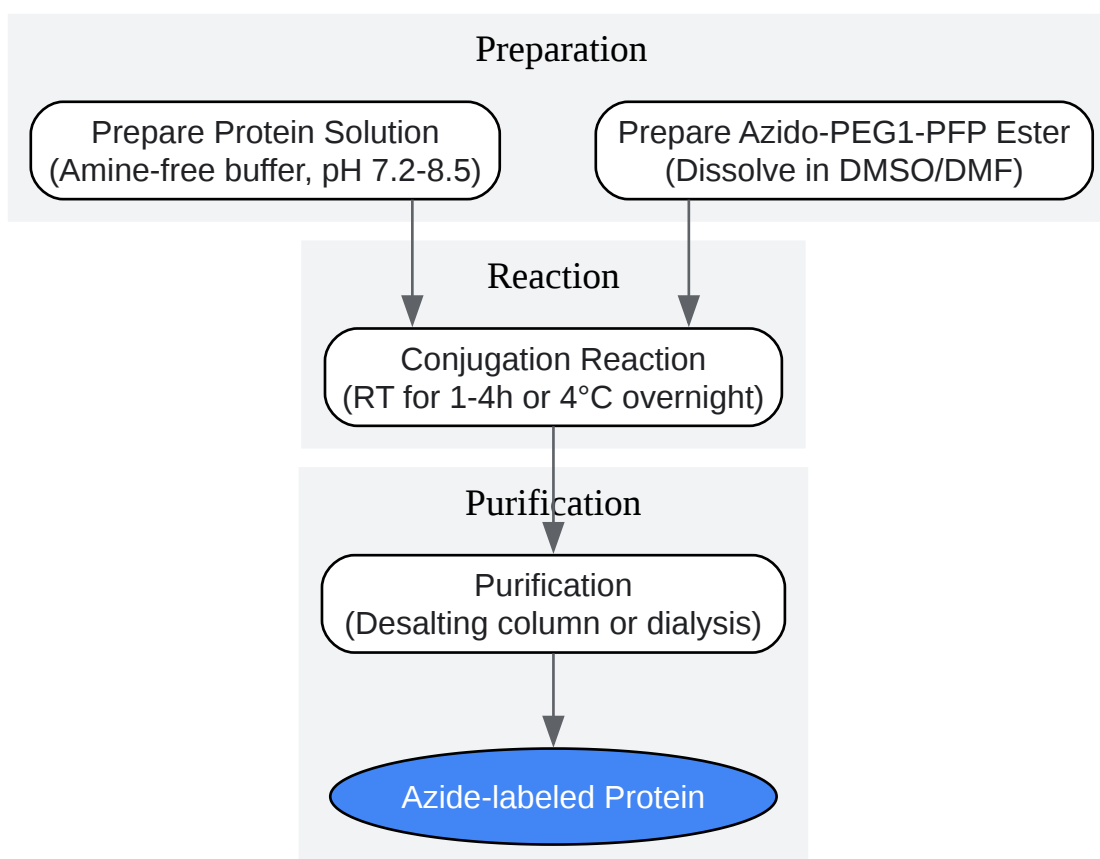 Preparation
Prepare Protein Solution
(Amine-free buffer, pH 7.2-8.5)
Prepare Azido-PEG1-PFP Ester
(Dissolve in DMSO/DMF)
Reaction
Conjugation Reaction
(RT for 1-4h or 4°C overnight)
Purification
Purification
(Desalting column or dialysis)
Azide-labeled Protein